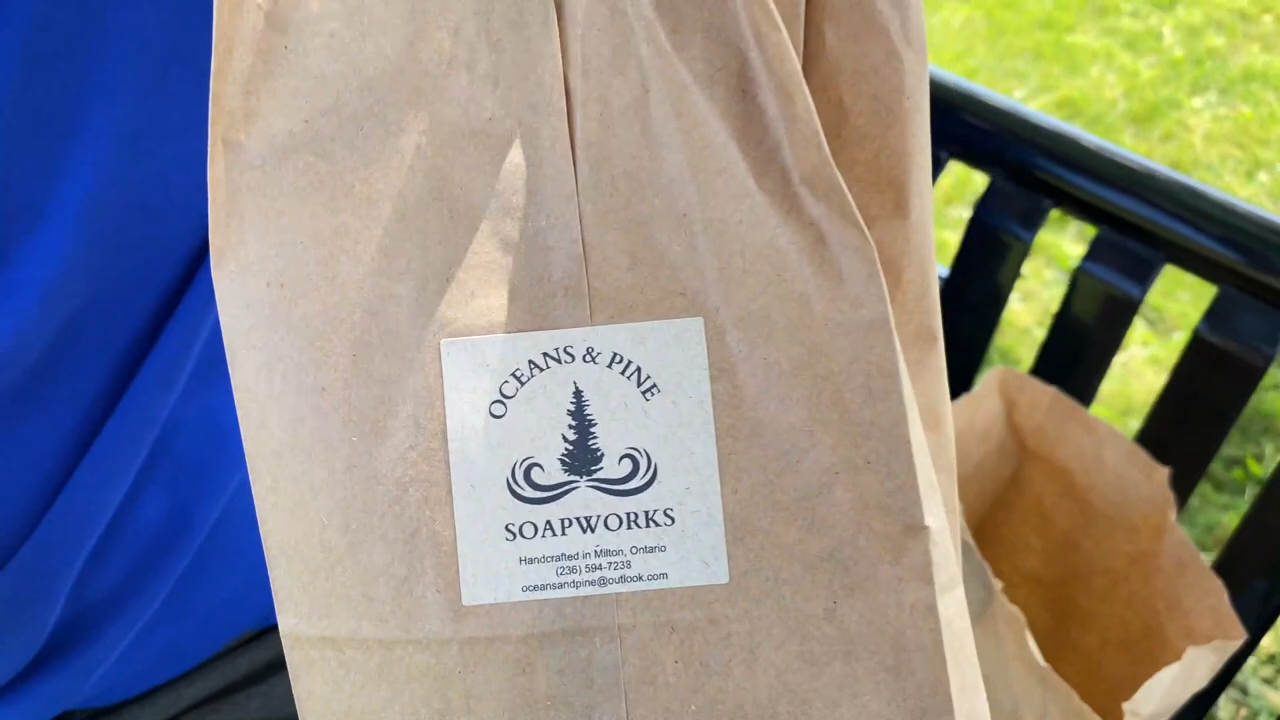 OCEANS & PINE
SOAPWORKS
Handcrafted in Milton, Ontario
(236) 594-7238
oceansandpine@outlook.com